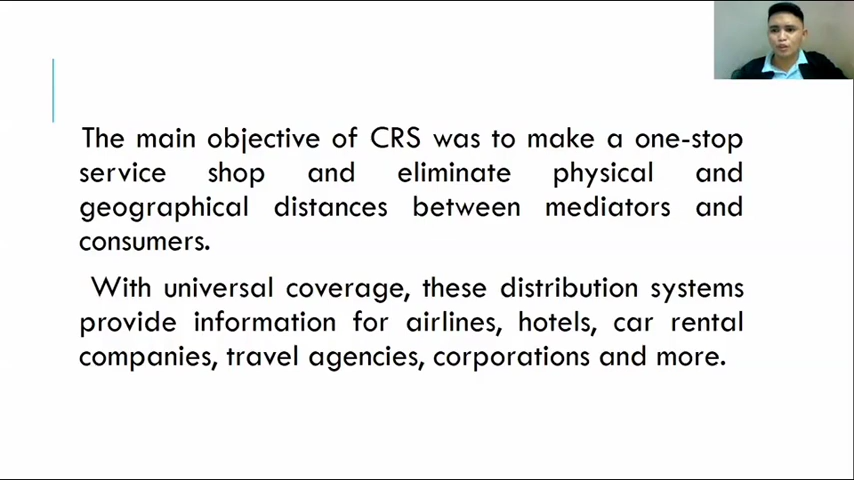 The main objective of CRS was to make a one-stop
service shop and eliminate physical and
geographical distances between mediators and
consumers.
With universal coverage, these distribution systems
provide information for airlines, hotels, car rental
companies, travel agencies, corporations and more.